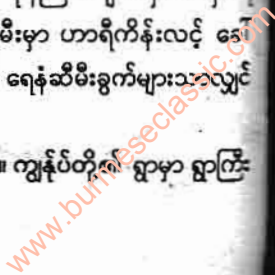 မီးမှာ ဟာရီကိန်းလင့် ခေါ်
ရေနံဆီမီးခွက်များသာလျှင်
။ ကျွန်ုပ်တို့၏ ရွာမှာ ရွာကြီး
www.burmeseclassic.com